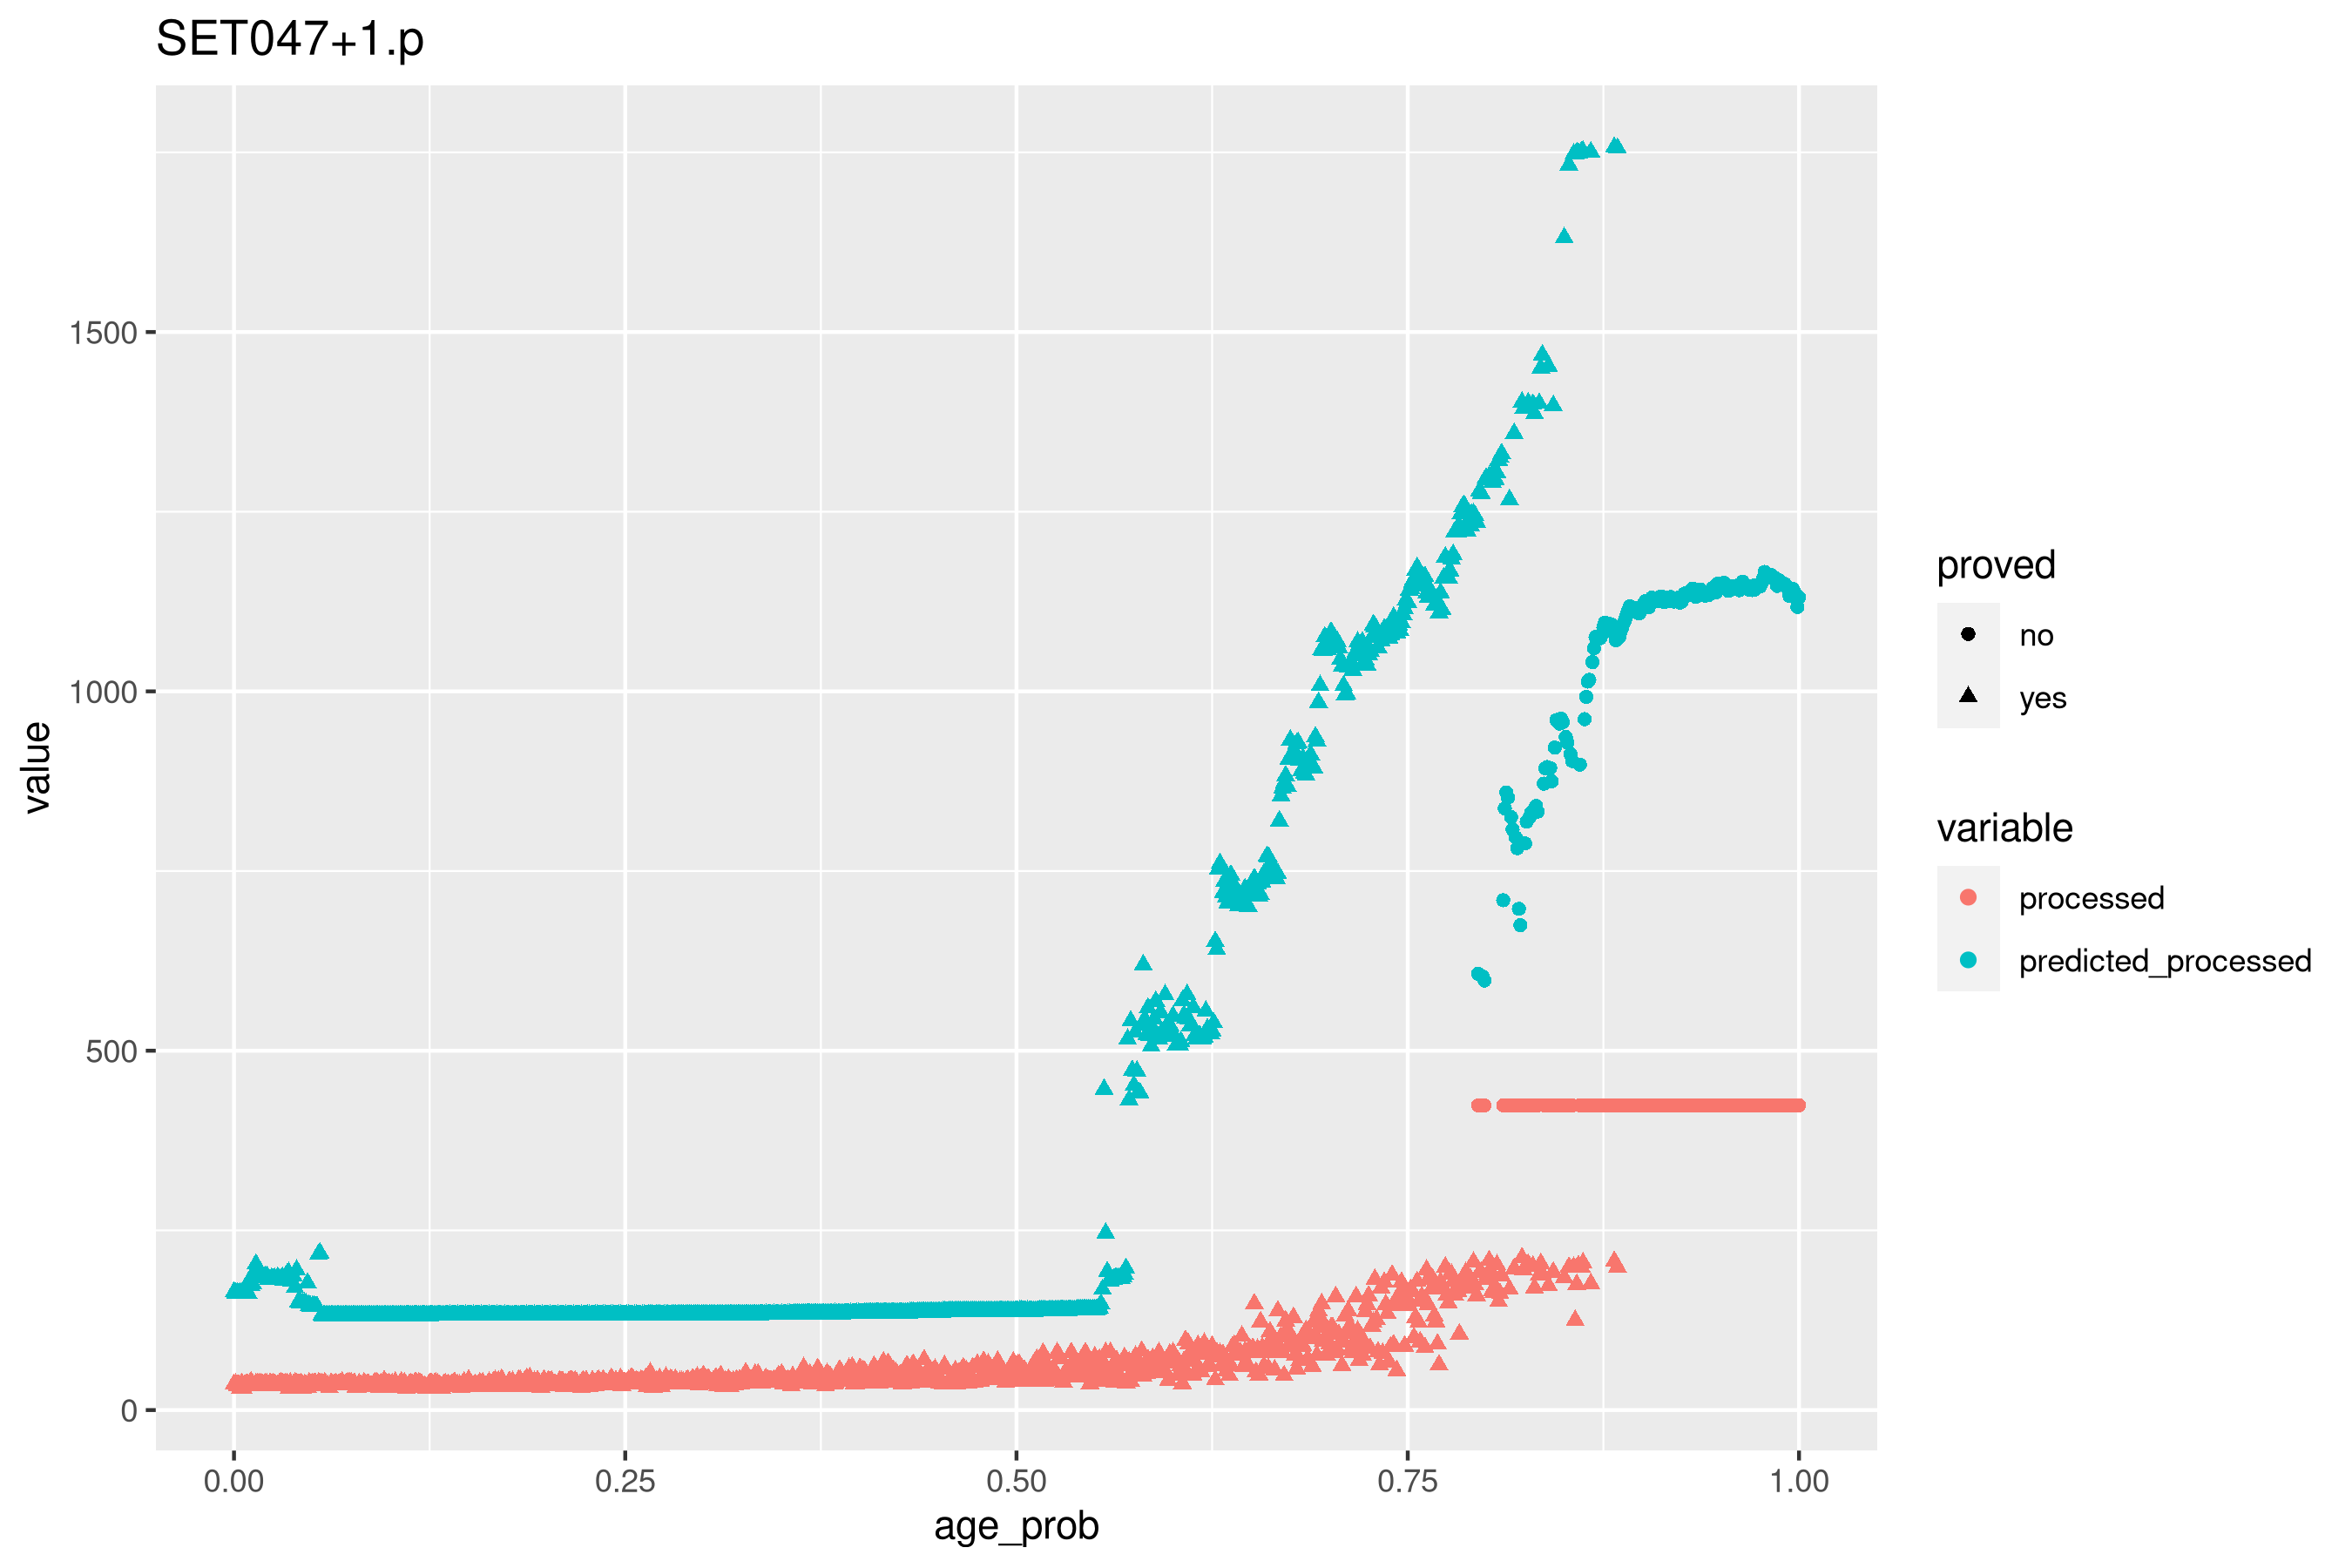 SET047+1.p
value
1500
1000
500
0
0.00 0.25 0.50 0.75 1.00
age_prob
proved
no
yes
variable
processed
predicted_processed